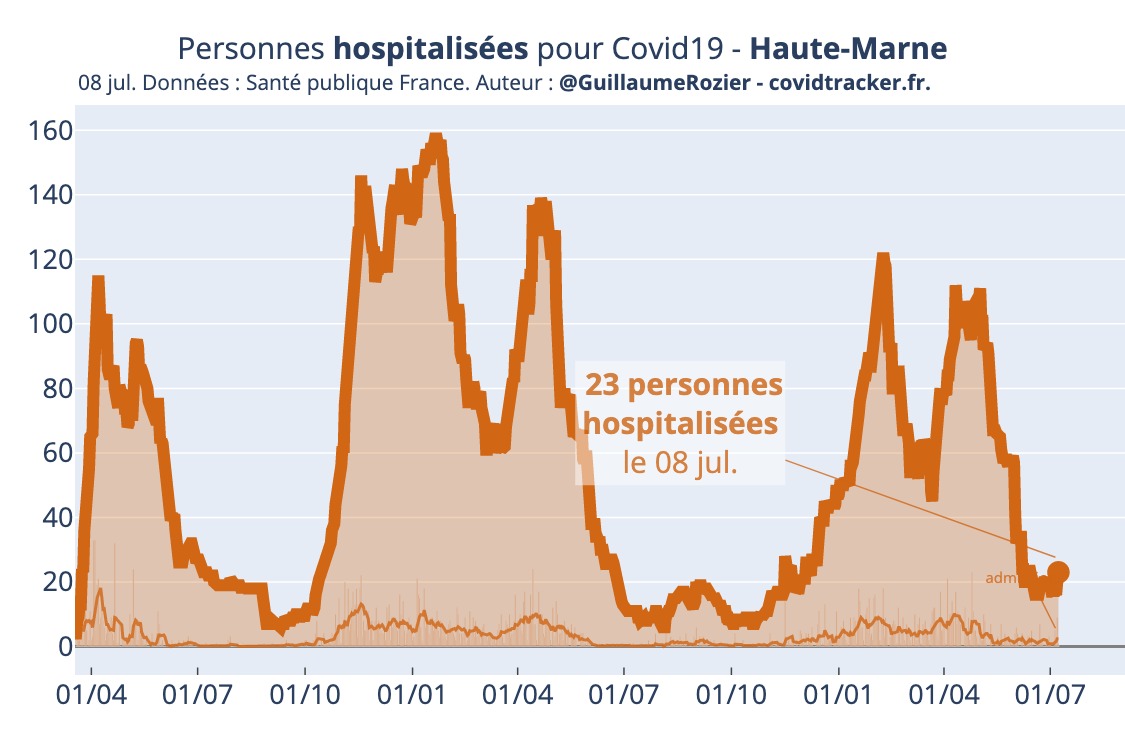 Personnes hospitalisées pour Covid19 - Haute-Marne
08 jul. Données : Santé publique France. Auteur : @GuillaumeRozier - covidtracker.fr.
160
140
120
100
80
60
40
20
0
23 personnes
hospitalisées
le 08 jul.
01/04 01/07 01/10 01/01 01/04 01/07 01/10 01/01 01/04 01/07